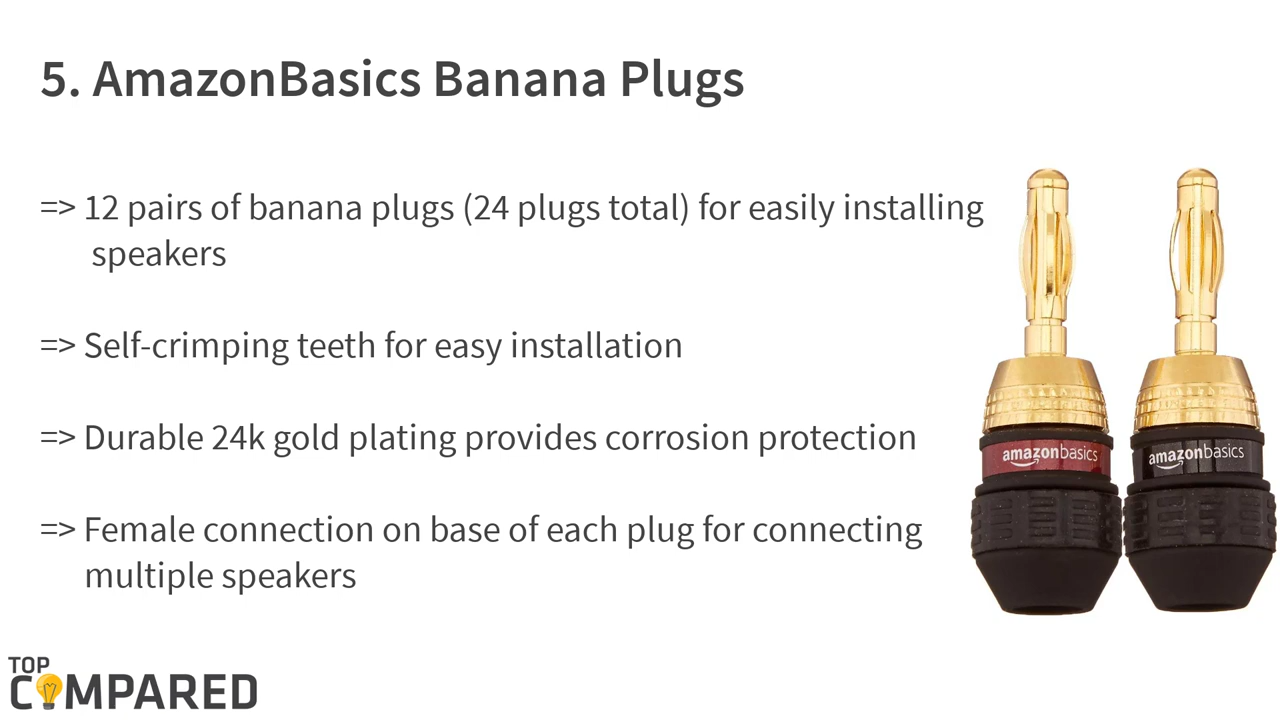 5. AmazonBasics Banana Plugs
=> 12 pairs of banana plugs (24 plugs total) for easily installing
speakers
=> Self-crimping teeth for easy installation
=> Durable 24k gold plating provides corrosion protection
=> Female connection on base of each plug for connecting
multiple speakers
amazonbasics
amazonbasics
TOP
COMPARED